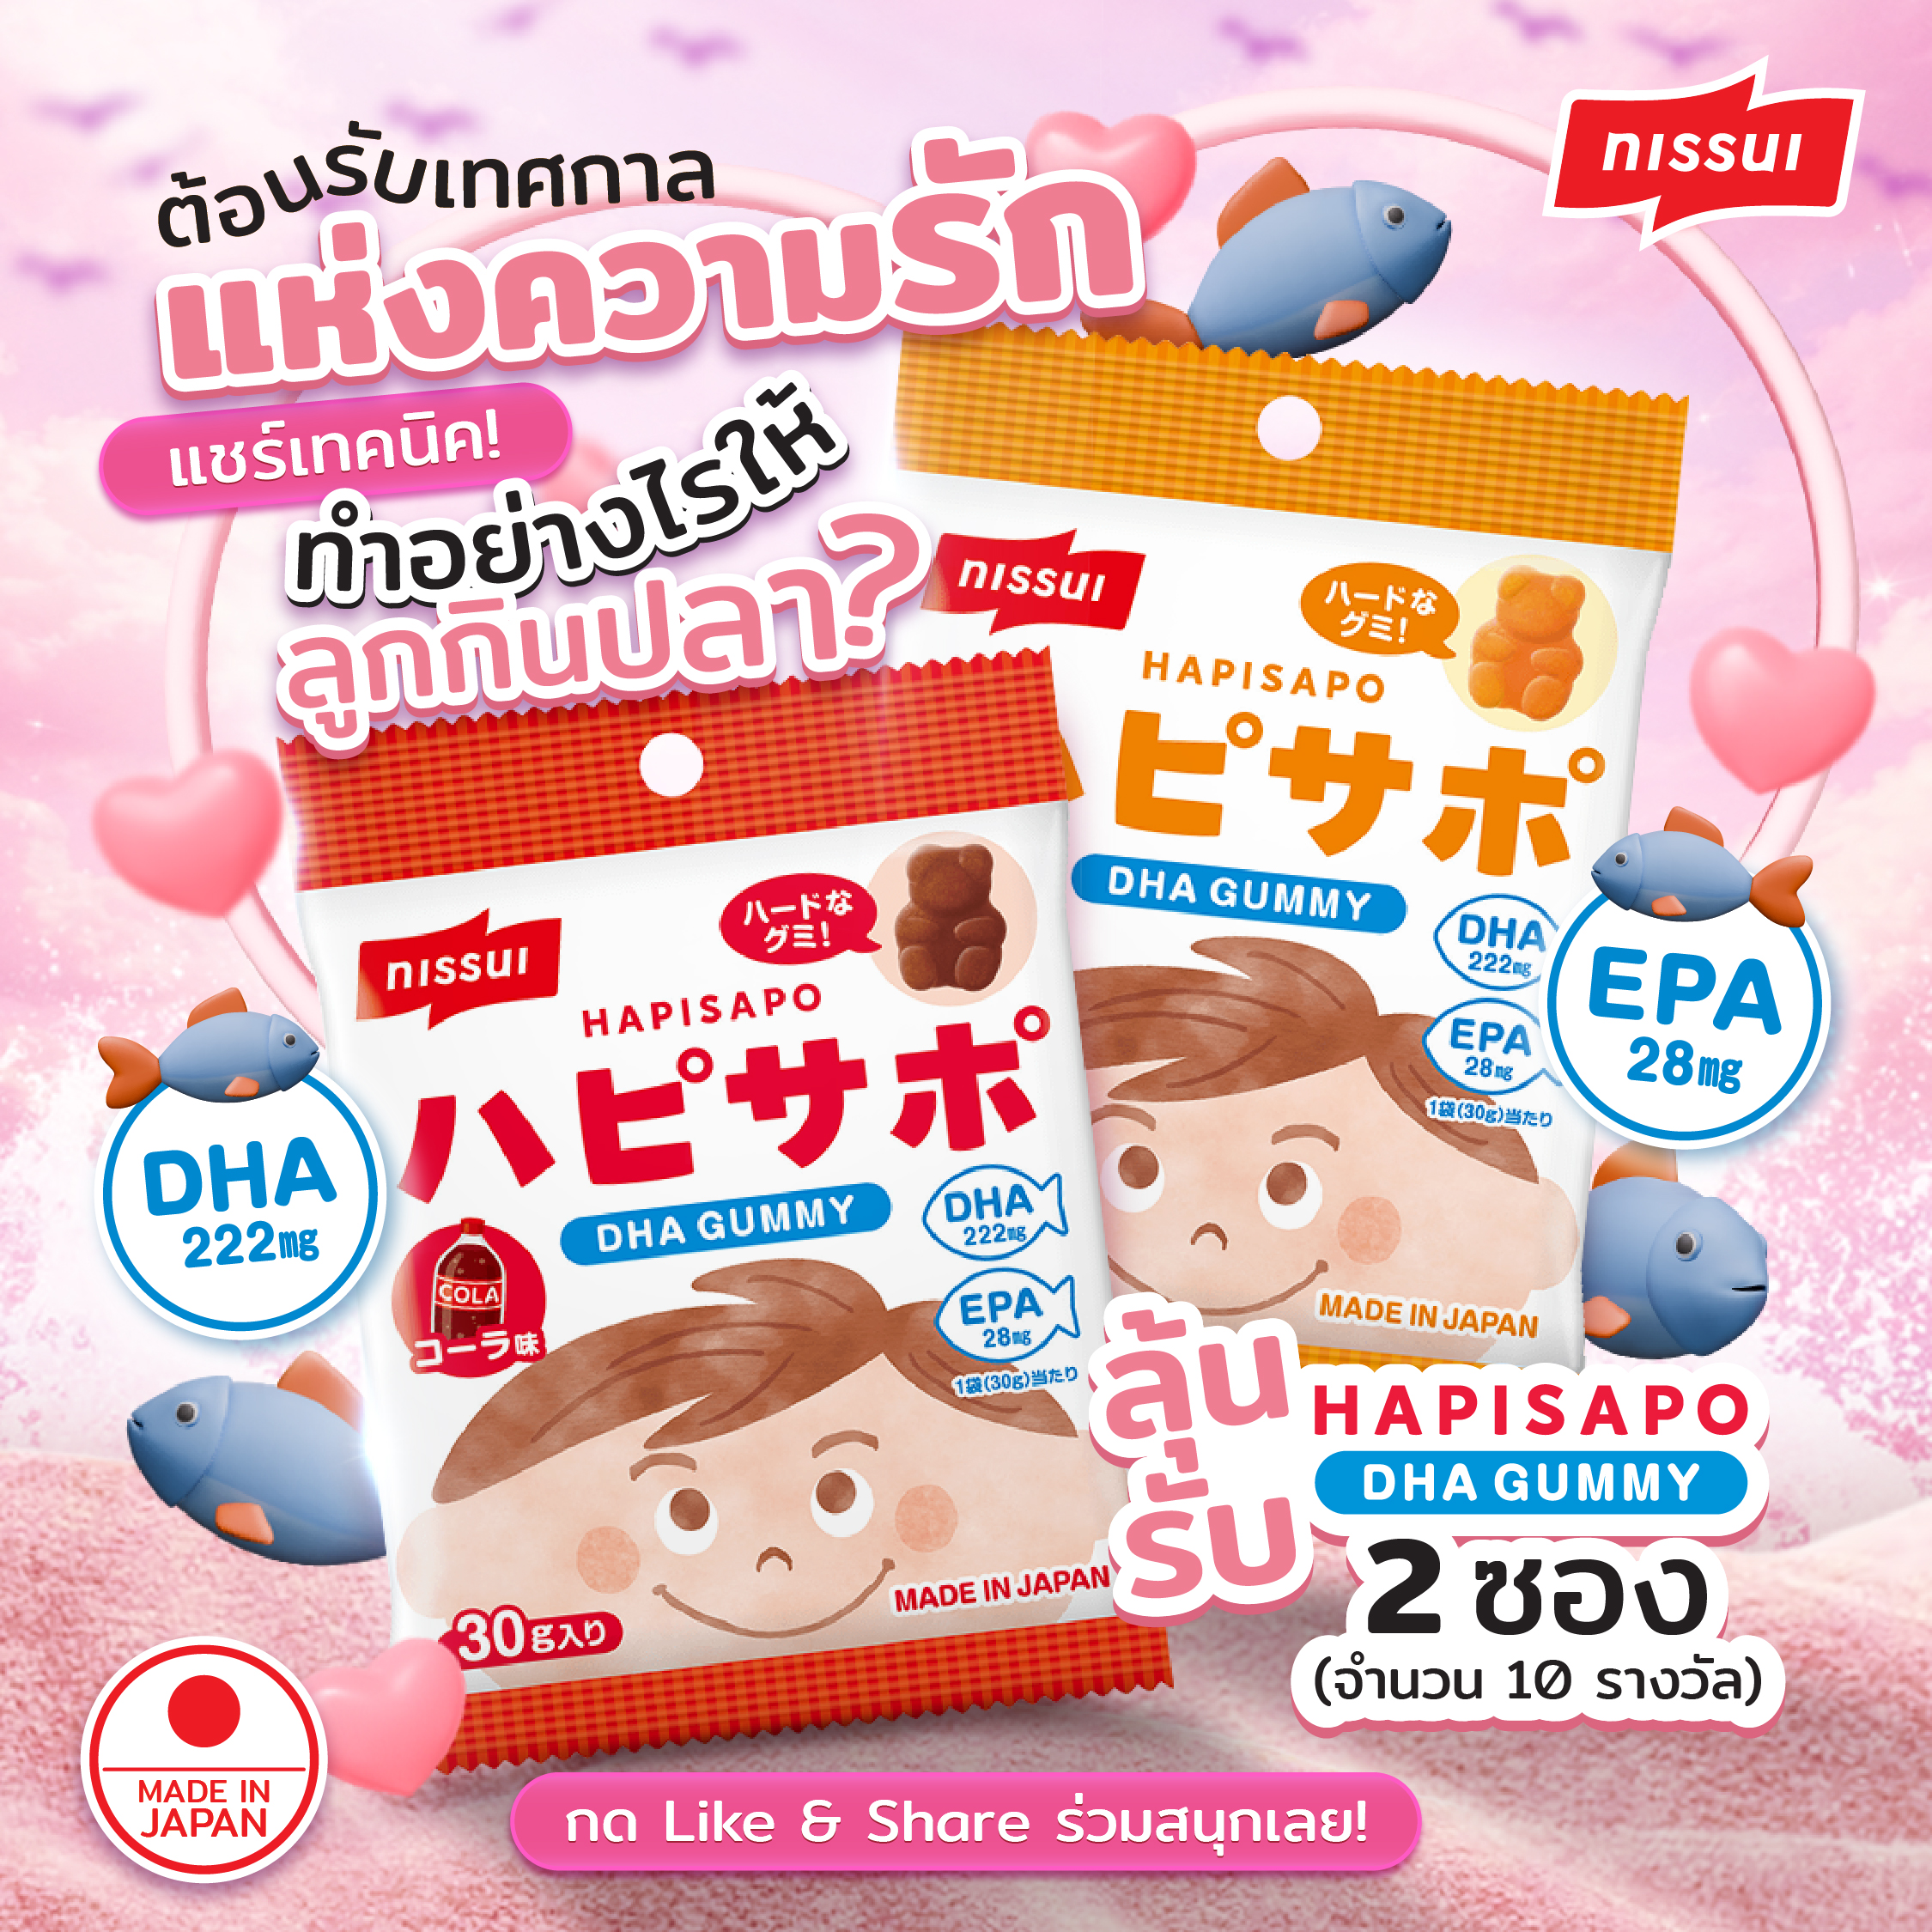 ต้อนรับเทศกาล
แห่งความรัก
แชร์เทคนิค!
ทำอย่างไรให้
ลูกกินปลา?
nissui
nissui
ハードな
グミ!
HAPISAPO
ピサポ
DHA GUMMY
DHA
222mg
EPA
28mg
1袋(30g)当たり
MADE IN JAPAN
EPA
28mg
nissui
ハードな
グミ!
HAPISAPO
ハピサポ
DHA GUMMY
DHA
222mg
EPA
28mg
1袋(30g)当たり
COLA
コーラ味
MADE IN JAPAN
30g入り
DHA
222mg
ลุ้น
รับ
HAPISAPO
DHA GUMMY
2 ซอง
(จำนวน 10 รางวัล)
MADE IN
JAPAN
กด Like & Share ร่วมสนุกเลย!